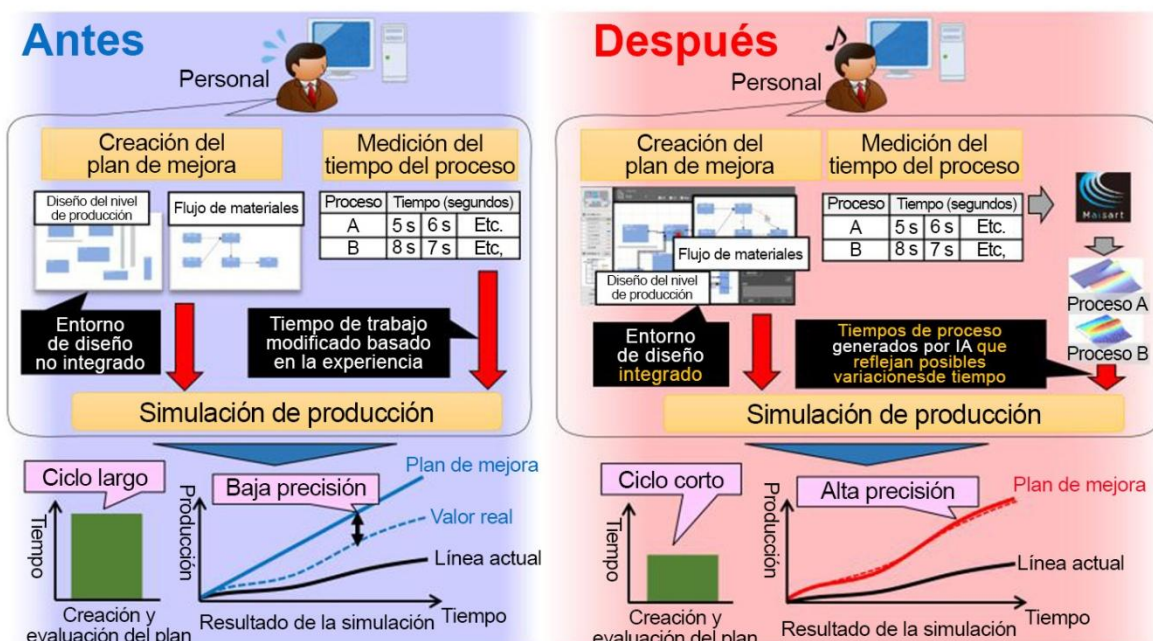 Antes
Personal
Creación del
plan de mejora
Medición del
tiempo del proceso
Diseño del nivel
de producción
Flujo de materiales
Proceso Tiempo (segundos)
A 5 s 6 s Etc.
B 8 s 7 s Etc,
Entorno
de diseño
no integrado
Tiempo de trabajo
modificado basado
en la experiencia
Simulación de producción
Ciclo largo
Tiempo
Creación y
evaluación del plan
Producción
Baja precisión
Plan de mejora
Valor real
Línea actual
Tiempo
Resultado de la simulación
Después
Personal
Creación del
plan de mejora
Medición del
tiempo del proceso
Flujo de materiales
Diseño del nivel
de producción
Proceso Tiempo (segundos)
A 5 s 6 s Etc.
B 8 s 7 s Etc,
Maisart
Proceso A
Proceso B
Entorno
de diseño
integrado
Tiempos de proceso
generados por IA que
reflejan posibles
variacionesde tiempo
Simulación de producción
Ciclo corto
Tiempo
Creación y
evaluación del plan
Producción
Alta precisión
Plan de mejora
Línea actual
Tiempo
Resultado de la simulación